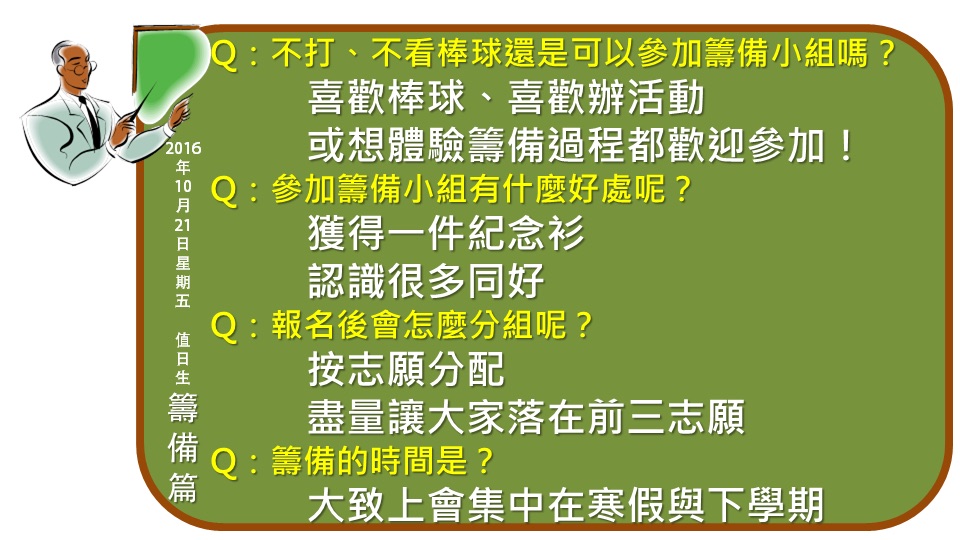 Q：不打、不看棒球還是可以參加籌備小組嗎？
喜歡棒球、喜歡辦活動
或想體驗籌備過程都歡迎參加！
Q：參加籌備小組有什麼好處呢？
獲得一件紀念衫
認識很多同好
Q：報名後會怎麼分組呢？
按志願分配
盡量讓大家落在前三志願
Q：籌備的時間是？
大致上會集中在寒假與下學期
2016年10月21日星期五 值日生 籌備篇